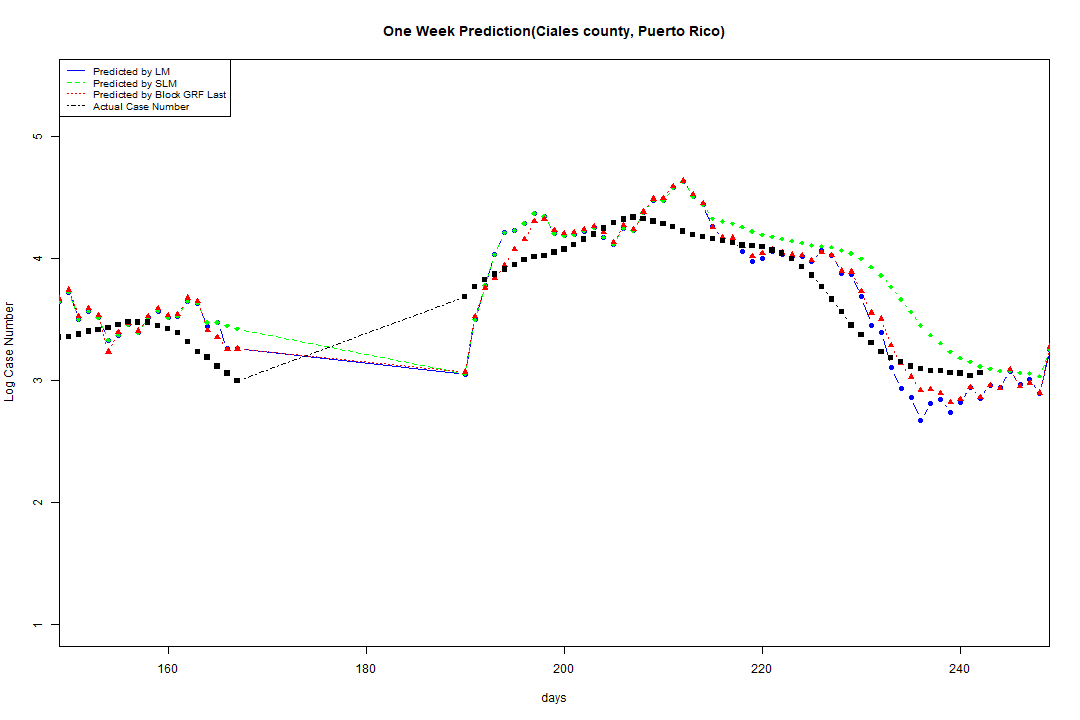 One Week Prediction(Ciales county, Puerto Rico)
Predicted by LM
Predicted by SLM
Predicted by Block GRF Last
Actual Case Number
5
4
3
2
1
Log Case Number
160 180 200 220 240
days